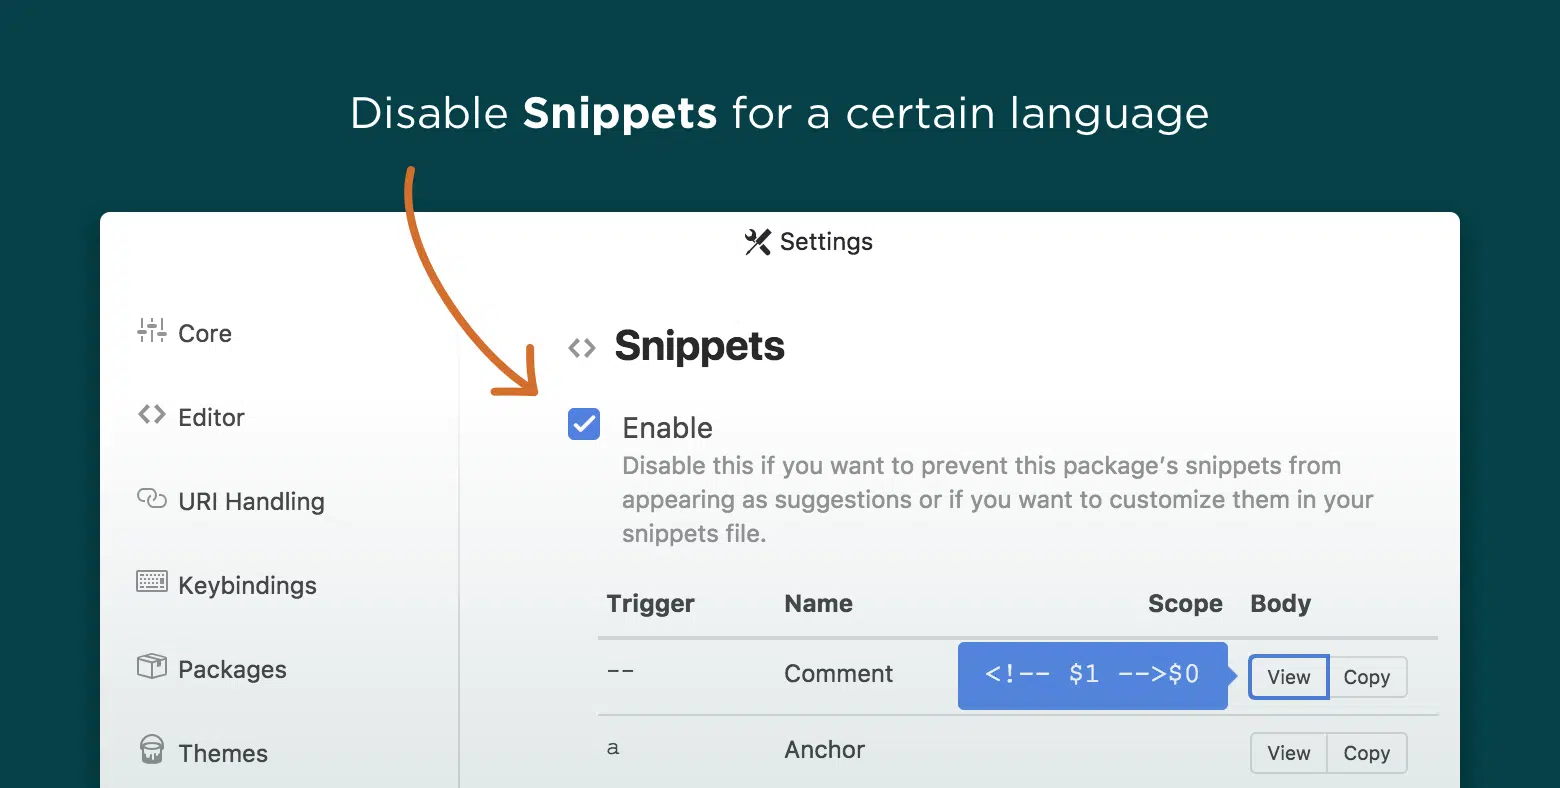 Disable Snippets for a certain language
Settings
Core
Editor
URI Handling
Keybindings
Packages
Themes
Snippets
Enable
Disable this if you want to prevent this package’s snippets from
appearing as suggestions or if you want to customize them in your
snippets file.
Trigger Name Scope Body
-- Comment <!-- $1 -->$0 View Copy
a Anchor View Copy